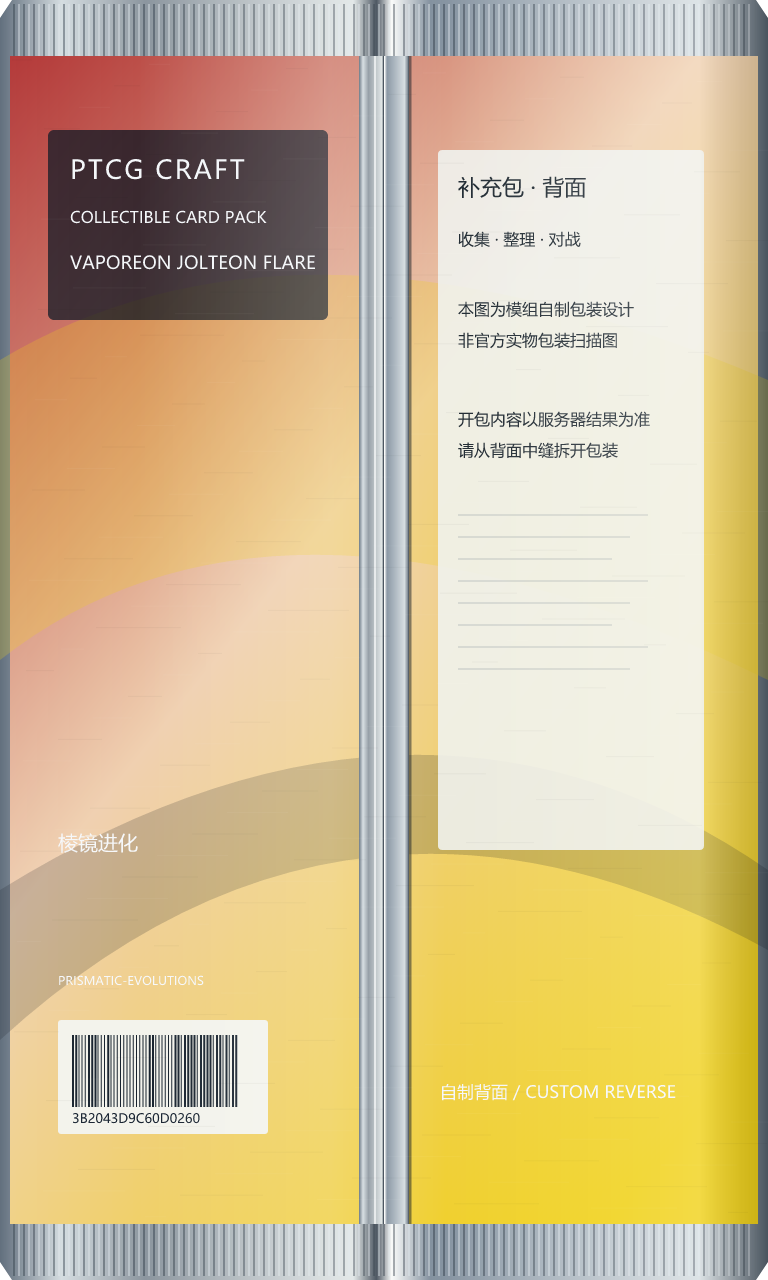 PTCG CRAFT
COLLECTIBLE CARD PACK
VAPOREON JOLTEON FLARE
棱镜进化
PRISMATIC-EVOLUTIONS
3B2043D9C60D0260
补充包 · 背面
收集 · 整理 · 对战
本图为模组自制包装设计
非官方实物包装扫描图
开包内容以服务器结果为准
请从背面中缝拆开包装
自制背面 / CUSTOM REVERSE